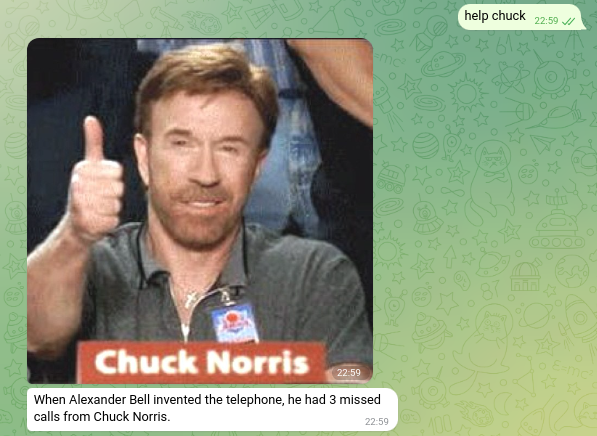 help chuck 22:59
Chuck Norris
22:59
When Alexander Bell invented the telephone, he had 3 missed
calls from Chuck Norris.
22:59